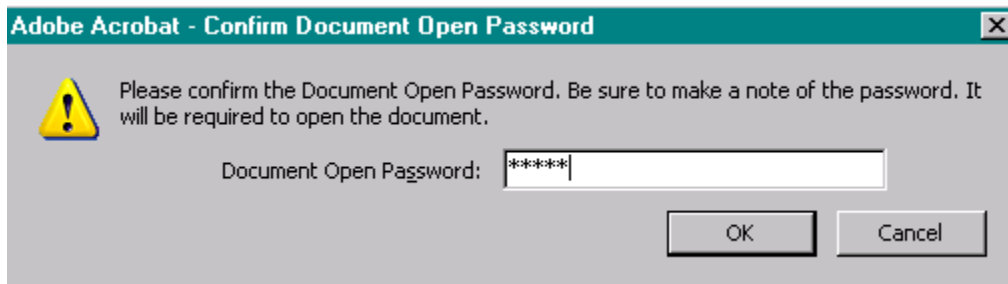 Adobe Acrobat - Confirm Document Open Password
Please confirm the Document Open Password. Be sure to make a note of the password. It
will be required to open the document.
Document Open Password: *****
OK Cancel